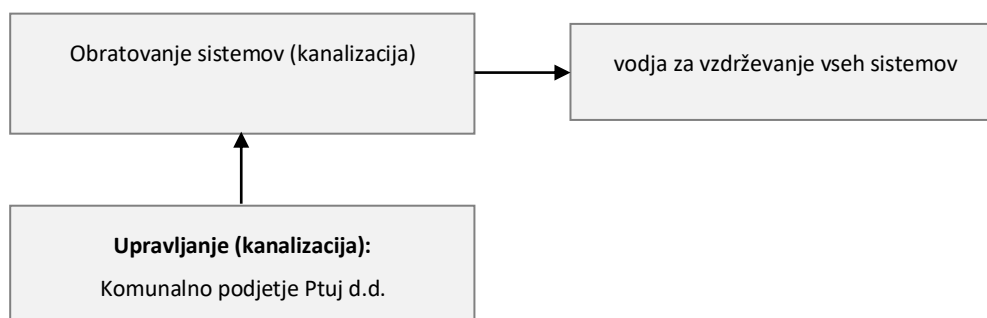 Obratovanje sistemov (kanalizacija)
vodja za vzdrževanje vseh sistemov
Upravljanje (kanalizacija):
Komunalno podjetje Ptuj d.d.